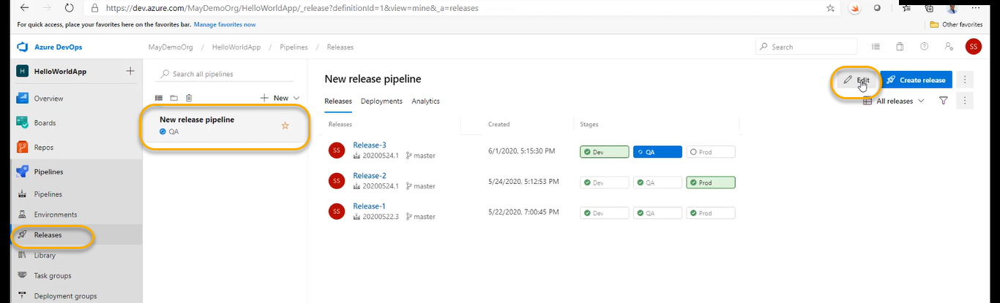 https://dev.azure.com/MayDemoOrg/HelloWorldApp/_release?definitionId=1&view=mine&_a=releases
For quick access, place your favorites here on the favorites bar. Manage favorites now
Other favorites
Azure DevOps
MayDemoOrg / HelloWorldApp / Pipelines / Releases
Search
SS
H HelloWorldApp
Overview
Boards
Repos
Pipelines
Pipelines
Environments
Releases
Library
Task groups
Deployment groups
Search all pipelines
New
New release pipeline
QA
New release pipeline
Edit
Create release
Releases Deployments Analytics
All releases
Releases Created Stages
SS Release-3 6/1/2020, 5:15:30 PM Dev QA Prod
20200524.1 master
SS Release-2 5/24/2020, 5:12:53 PM Dev QA Prod
20200524.1 master
SS Release-1 5/22/2020, 7:00:45 PM Dev QA Prod
20200522.3 master